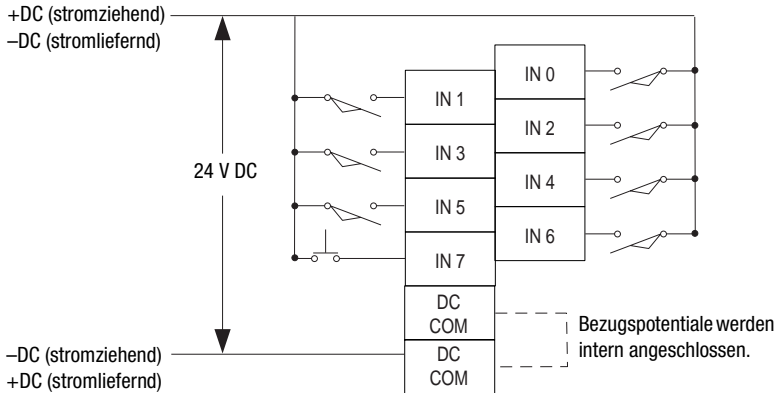 +DC (stromziehend)
–DC (stromliefernd)
IN 0
IN 1
IN 2
IN 3
24 V DC
IN 4
IN 5
IN 6
IN 7
DC
COM
Bezugspotentiale werden
intern angeschlossen.
DC
COM
–DC (stromziehend)
+DC (stromliefernd)